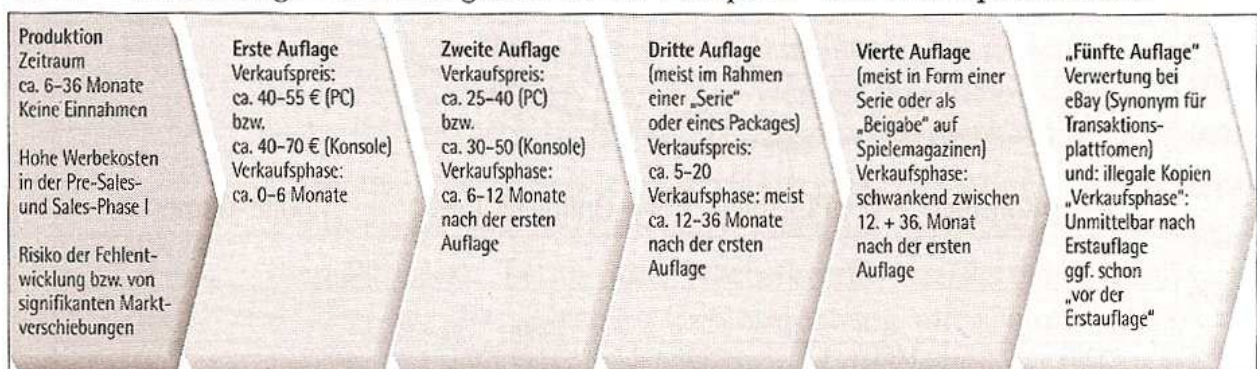 Produktion
Zeitraum
ca. 6–36 Monate
Keine Einnahmen
Hohe Werbekosten
in der Pre-Sales-
und Sales-Phase I
Risiko der Fehlent-
wicklung bzw. von
signifikanten Markt-
verschiebungen
Erste Auflage
Verkaufspreis:
ca. 40–55 € (PC)
bzw.
ca. 40–70 € (Konsole)
Verkaufsphase:
ca. 0–6 Monate
Zweite Auflage
Verkaufspreis:
ca. 25–40 (PC)
bzw.
ca. 30–50 (Konsole)
Verkaufsphase:
ca. 6–12 Monate
nach der ersten
Auflage
Dritte Auflage
(meist im Rahmen
einer „Serie"
oder eines Packages)
Verkaufspreis:
ca. 5–20
Verkaufsphase: meist
ca. 12–36 Monate
nach der ersten
Auflage
Vierte Auflage
(meist in Form einer
Serie oder als
„Beigabe" auf
Spielemagazinen)
Verkaufsphase:
schwankend zwischen
12. + 36. Monat
nach der ersten
Auflage
„Fünfte Auflage"
Verwertung bei
eBay (Synonym für
Transaktions-
plattfomen)
und: illegale Kopien
„Verkaufsphase":
Unmittelbar nach
Erstauflage
ggf. schon
„vor der
Erstauflage"